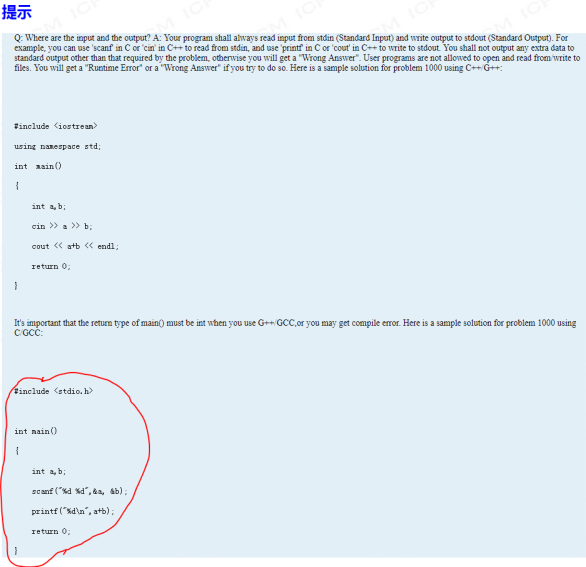 提示
Q: Where are the input and the output? A: Your program shall always read input from stdin (Standard Input) and write output to stdout (Standard Output). For
example, you can use 'scanf' in C or 'cin' in C++ to read from stdin, and use 'printf' in C or 'cout' in C++ to write to stdout. You shall not output any extra data to
standard output other than that required by the problem, otherwise you will get a "Wrong Answer". User programs are not allowed to open and read from/write to
files. You will get a "Runtime Error" or a "Wrong Answer" if you try to do so. Here is a sample solution for problem 1000 using C++/G++:
#include <iostream>
using namespace std;
int  main()
{
    int a,b;
    cin >> a >> b;
    cout << a+b << endl;
    return 0;
}
It's important that the return type of main() must be int when you use G++/GCC,or you may get compile error. Here is a sample solution for problem 1000 using
C/GCC:
#include <stdio.h>
int main()
{
    int a,b;
    scanf("%d %d",&a, &b);
    printf("%d\n",a+b);
    return 0;
}